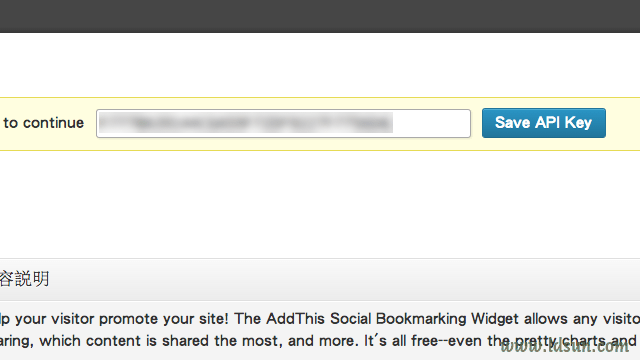 to continue
Save API Key
容説明
lp your visitor promote your site! The AddThis Social Bookmarking Widget allows any visito
aring, which content is shared the most, and more. It's all free--even the pretty charts and
www.tdsun.com